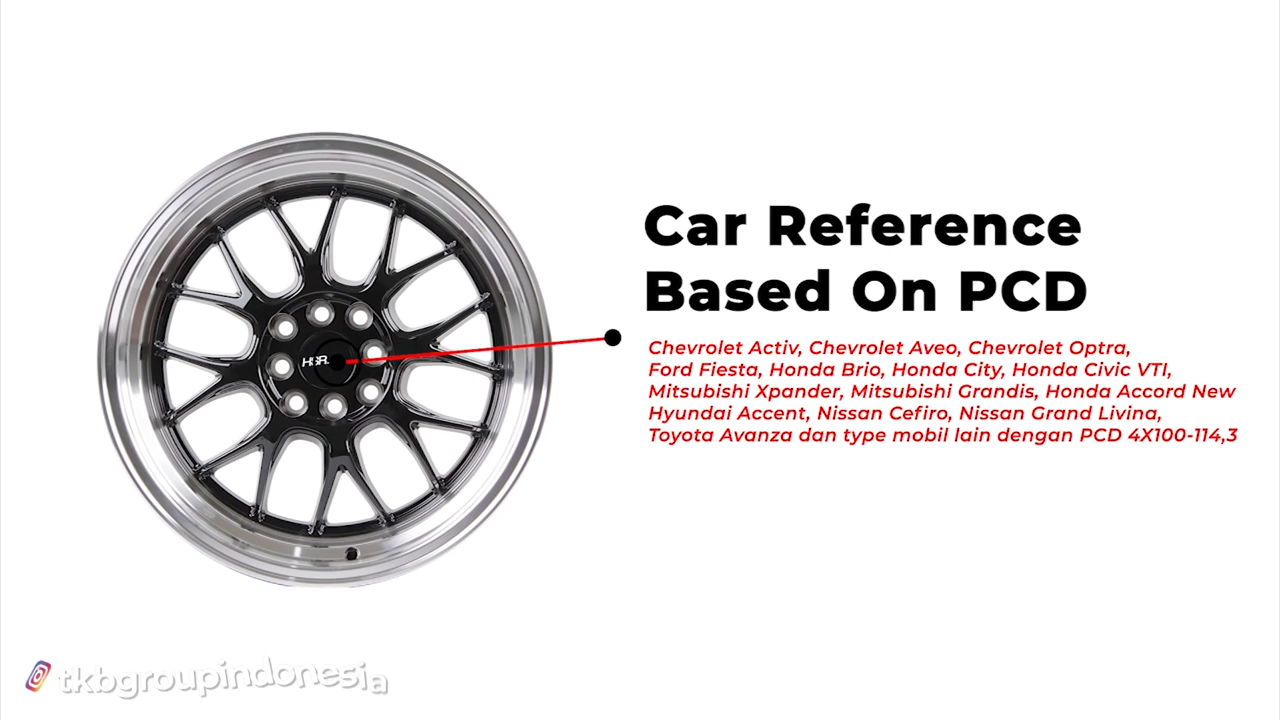 Car Reference
Based On PCD
HSR.
Chevrolet Activ, Chevrolet Aveo, Chevrolet Optra,
Ford Fiesta, Honda Brio, Honda City, Honda Civic VTI,
Mitsubishi Xpander, Mitsubishi Grandis, Honda Accord New
Hyundai Accent, Nissan Cefiro, Nissan Grand Livina,
Toyota Avanza dan type mobil lain dengan PCD 4X100-114,3
tkbgroupindonesia